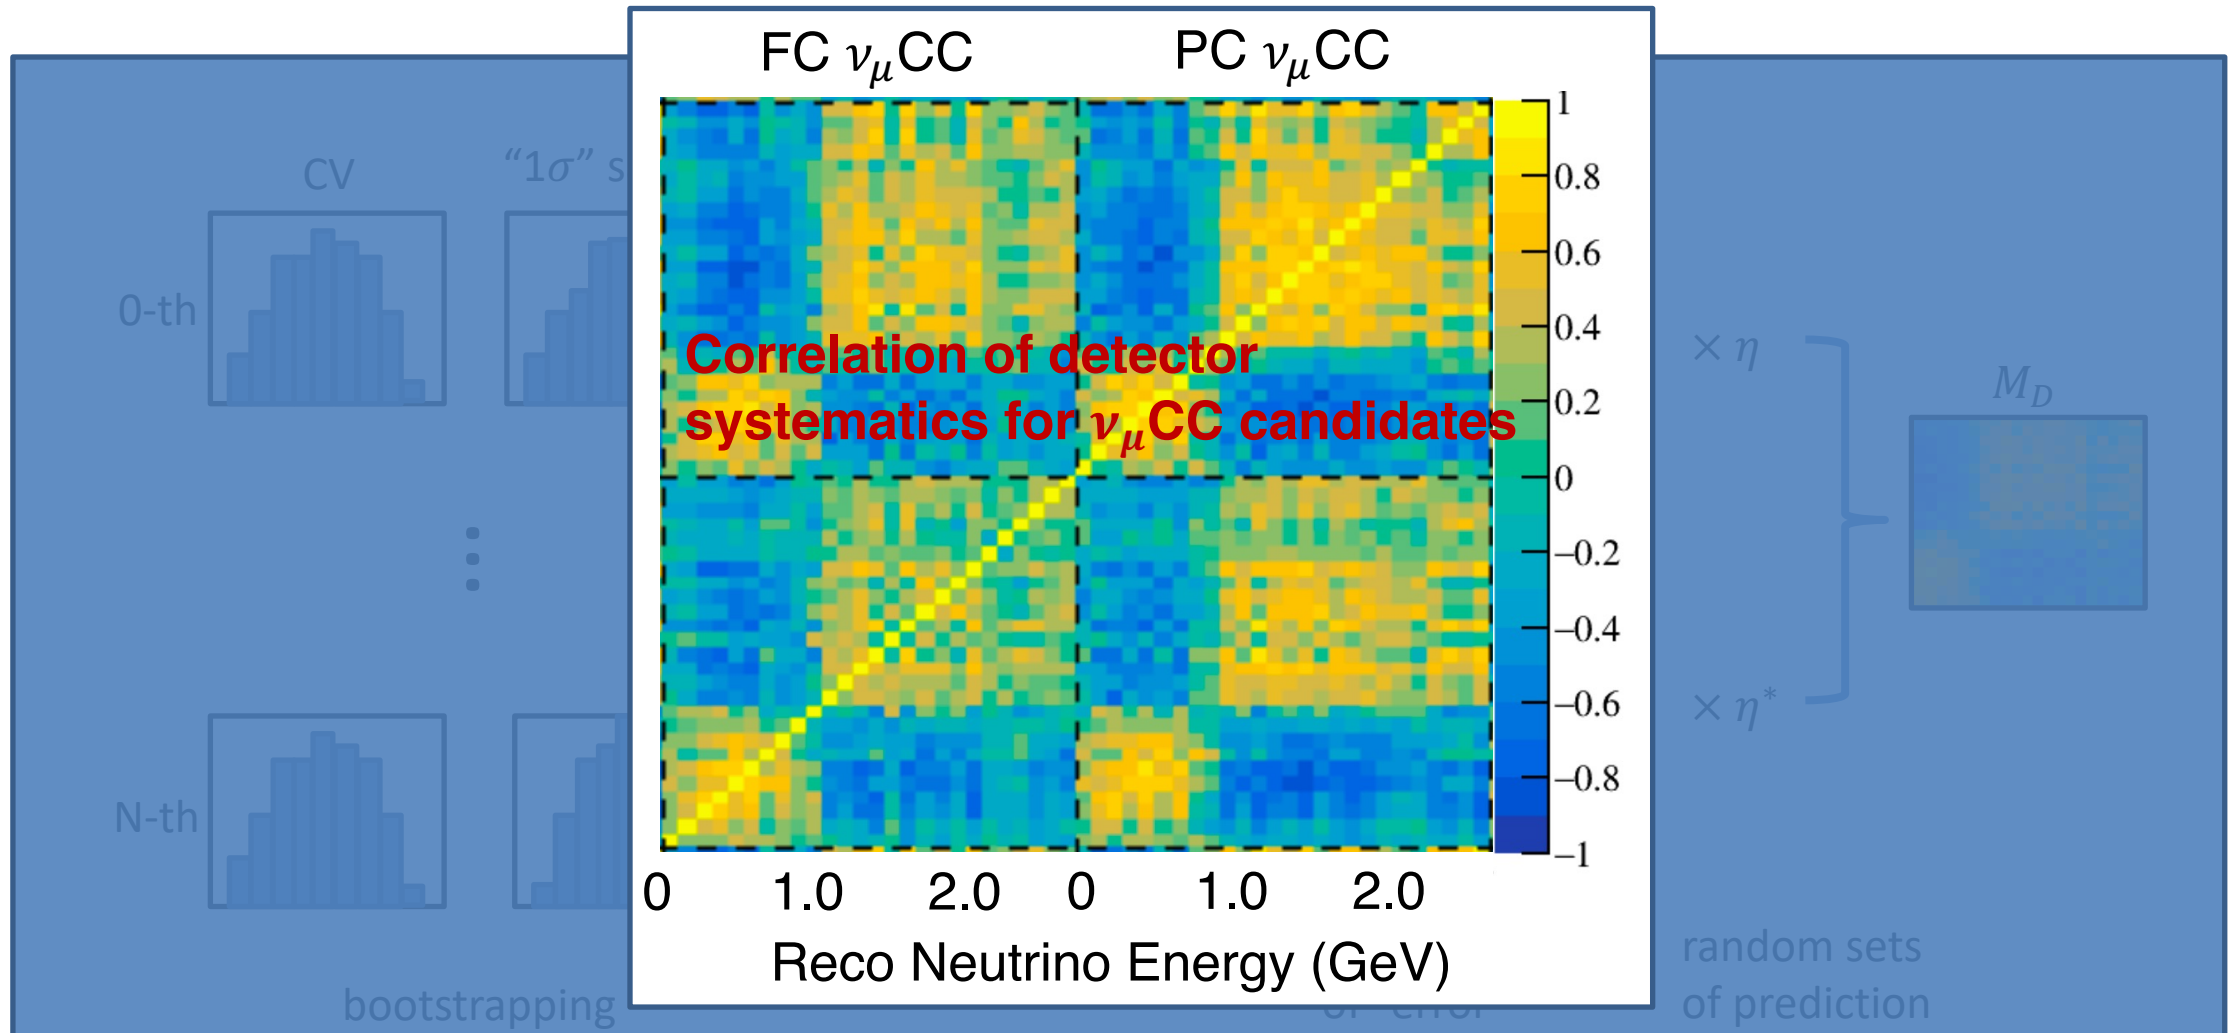 FC νμCC PC νμCC
CV "1σ" s
0-th
N-th
1
0.8
0.6
0.4
0.2
0
−0.2
−0.4
−0.6
−0.8
−1
Correlation of detector
systematics for νμCC candidates
× η
× η*
M_D
0 1.0 2.0 0 1.0 2.0
Reco Neutrino Energy (GeV)
bootstrapping
random sets
of prediction